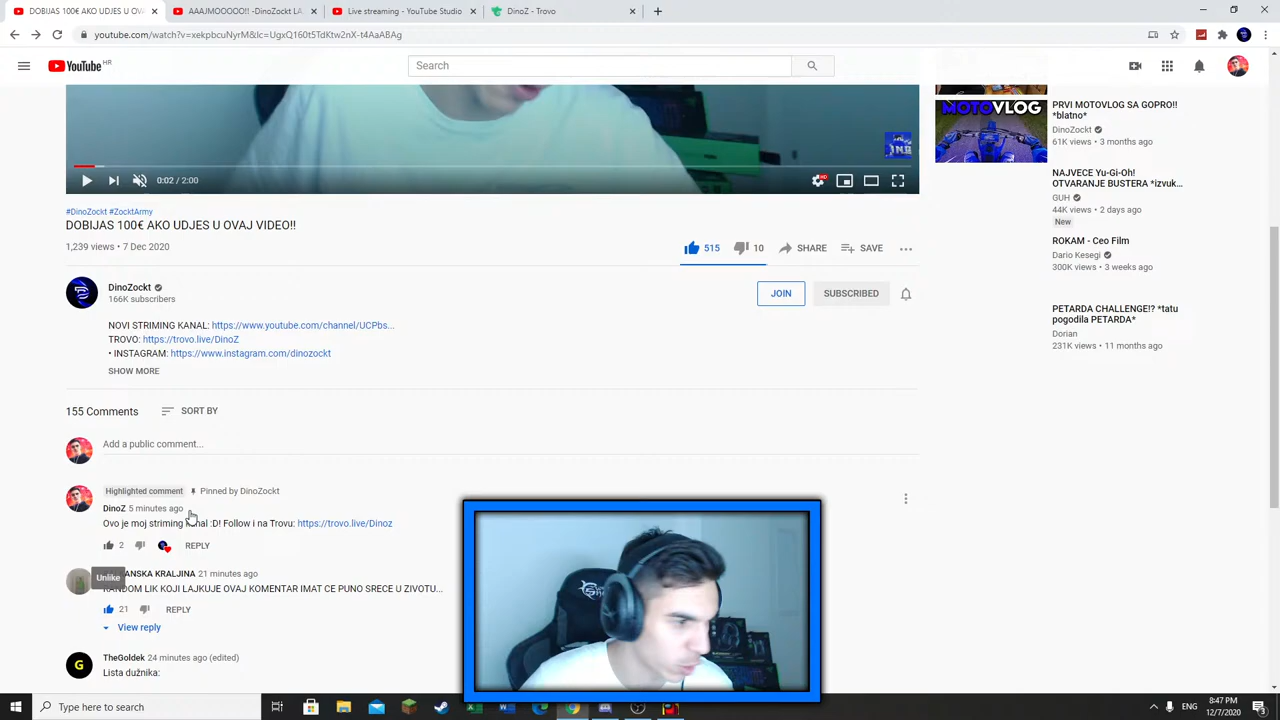 DOBIJAS 100€ AKO UDJES U OVAJ
AAAJMOOOOO!! -DinoZockt LA
Live streaming - YouTube Studio
DinoZ - Trovo
youtube.com/watch?v=xekpbcuNyrM&lc=UgxQ160t5TdKtw2nX-t4AaABAg
YouTube HR
Search
0:02 / 2:00
#DinoZockt #ZocktArmy
DOBIJAS 100€ AKO UDJES U OVAJ VIDEO!!
1,239 views • 7 Dec 2020
515
10
SHARE
SAVE
DinoZockt
166K subscribers
JOIN
SUBSCRIBED
NOVI STRIMING KANAL: https://www.youtube.com/channel/UCPbs...
TROVO: https://trovo.live/DinoZ
• INSTAGRAM: https://www.instagram.com/dinozockt
SHOW MORE
155 Comments
SORT BY
Add a public comment...
Highlighted comment
Pinned by DinoZockt
DinoZ 5 minutes ago
Ovo je moj striming kanal :D! Follow i na Trovu: https://trovo.live/Dinoz
2
REPLY
Unlike
ANSKA KRALJINA 21 minutes ago
RANDOM LIK KOJI LAJKUJE OVAJ KOMENTAR IMAT CE PUNO SRECE U ZIVOTU...
21
REPLY
View reply
G
TheGoldek 24 minutes ago (edited)
Lista dužnika:
MOTOVLOG
PRVI MOTOVLOG SA GOPRO!!
*blatno*
DinoZockt
61K views • 3 months ago
NAJVECE Yu-Gi-Oh!
OTVARANJE BUSTERA *izvuk...
GUH
44K views • 2 days ago
New
ROKAM - Ceo Film
Dario Kesegi
300K views • 3 weeks ago
PETARDA CHALLENGE!? *tatu
pogodila PETARDA*
Dorian
231K views • 11 months ago
Type here to search
ENG
8:47 PM
12/7/2020